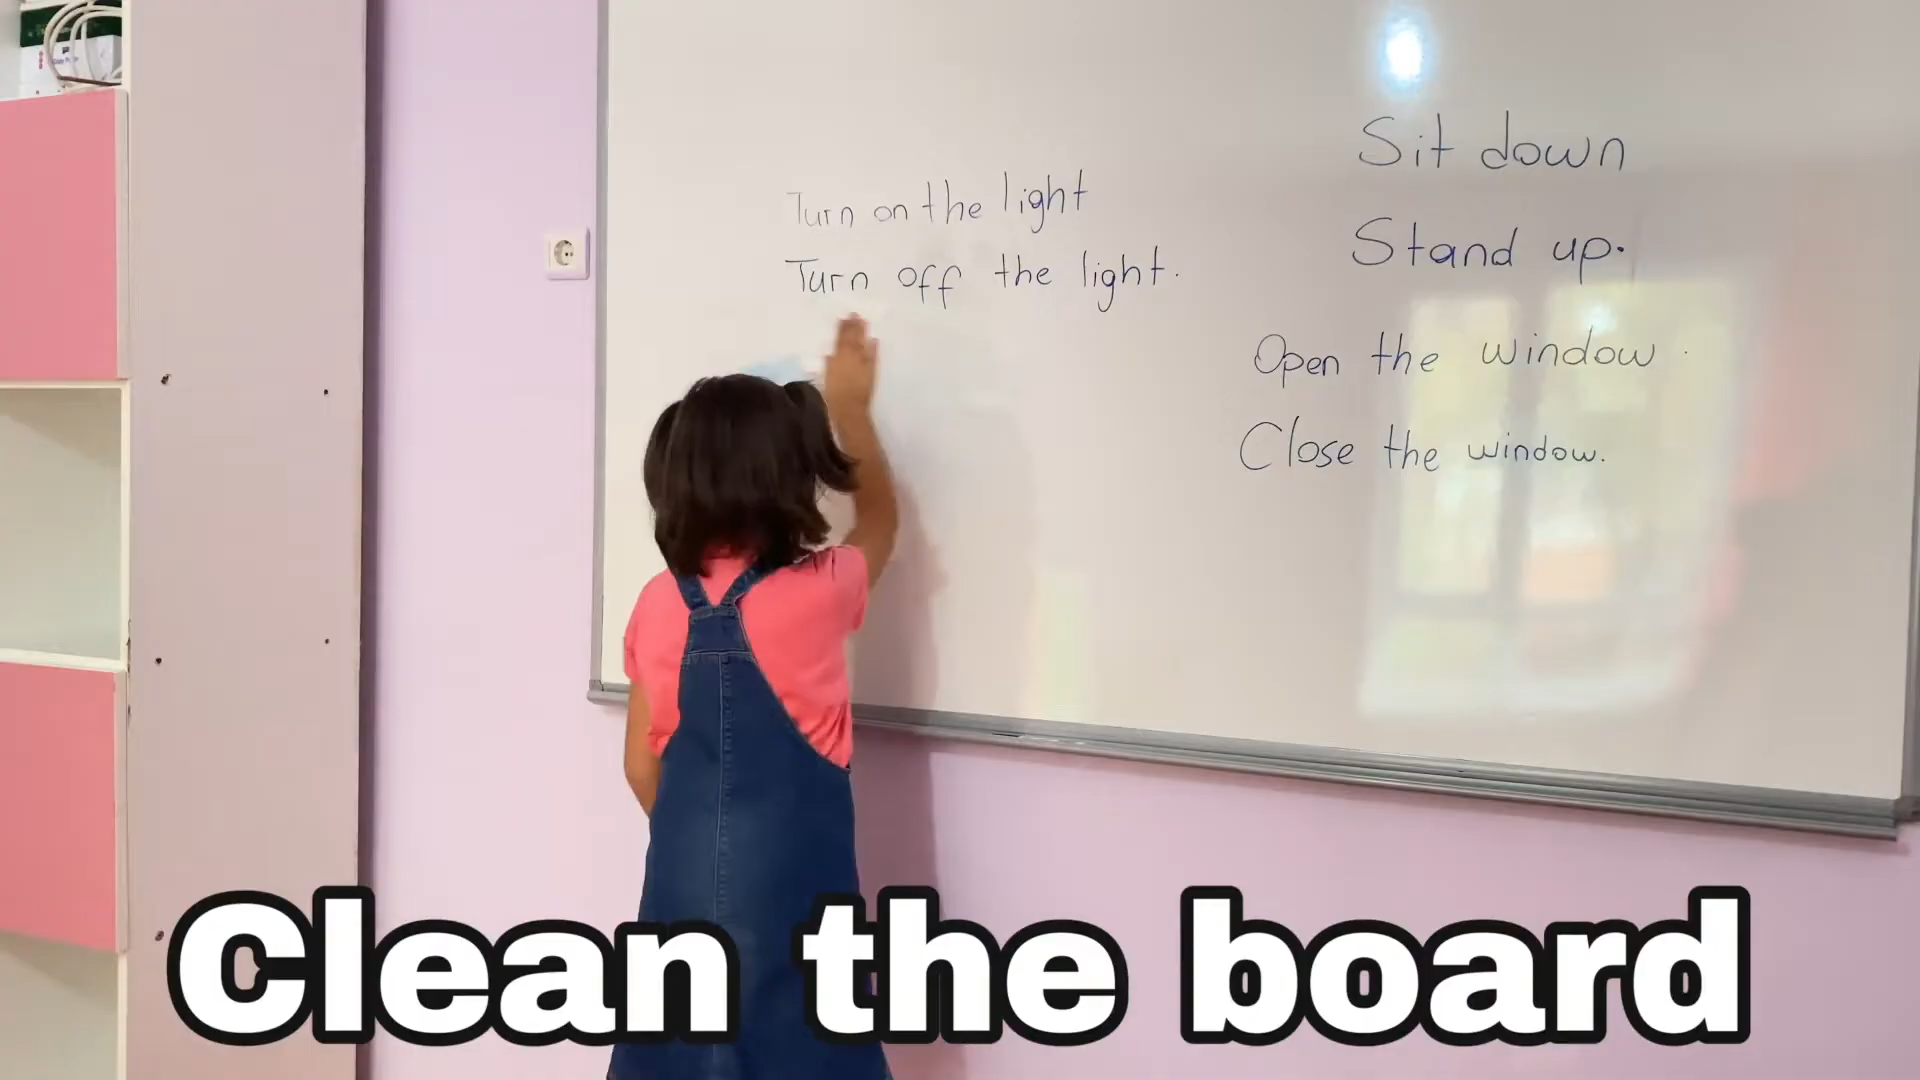 Turn on the light
Turn off the light.
Sit down
Stand up.
Open the window.
Close the window.
Clean the board